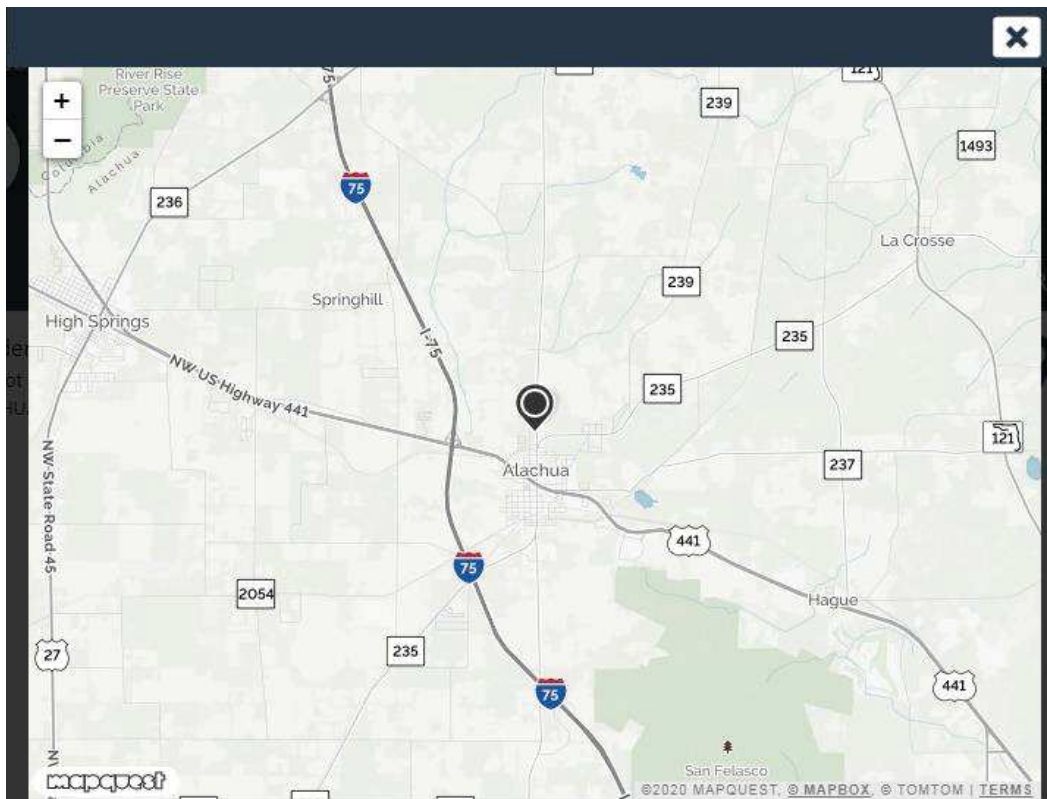 River Rise
Preserve State
Park
+
−
Columbia
Alachua
75
121
239
1493
236
75
La Crosse
239
Springhill
High Springs
I-75
235
NW US Highway 441
235
121
237
Alachua
NW State Road 45
441
75
2054
Hague
27
235
441
75
San Felasco
mapquest
©2020 MAPQUEST, © MAPBOX, © TOMTOM | TERMS